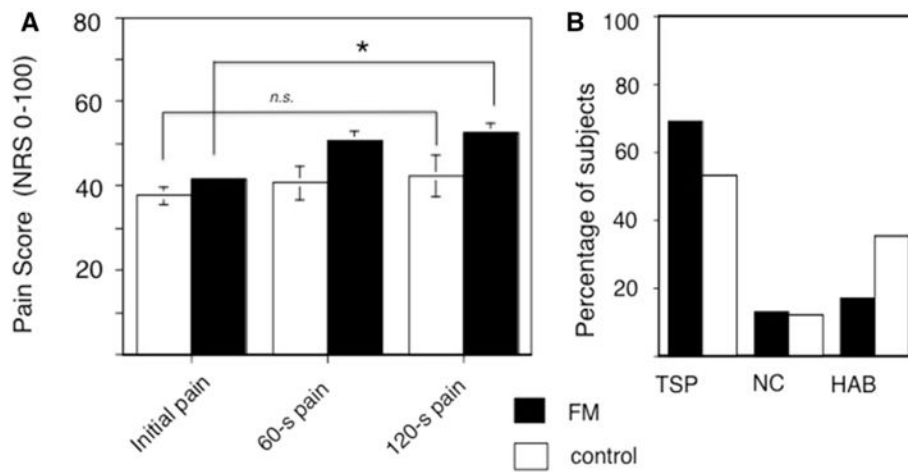 A
Pain Score (NRS 0-100)
80
60
40
20
*
n.s.
Initial pain
60-s pain
120-s pain
B
Percentage of subjects
100
80
60
40
20
TSP
NC
HAB
FM
control